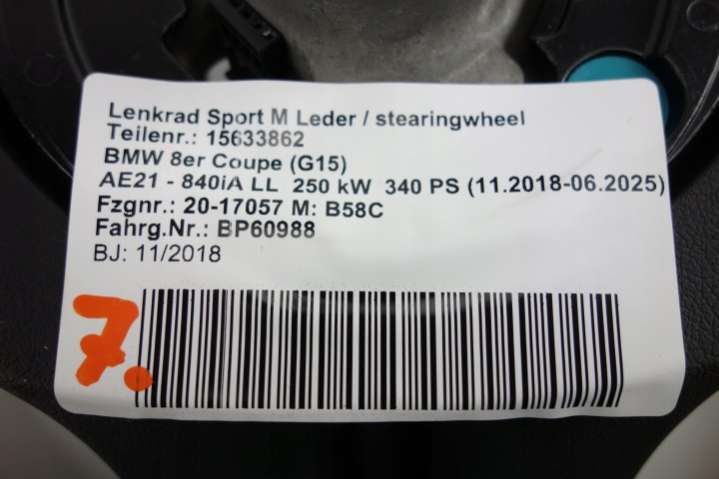 Lenkrad Sport M Leder / stearingwheel
Teilenr.: 15633862
BMW 8er Coupe (G15)
AE21 - 840iA LL 250 kW 340 PS (11.2018-06.2025)
Fzgnr.: 20-17057 M: B58C
Fahrg.Nr.: BP60988
BJ: 11/2018
7.